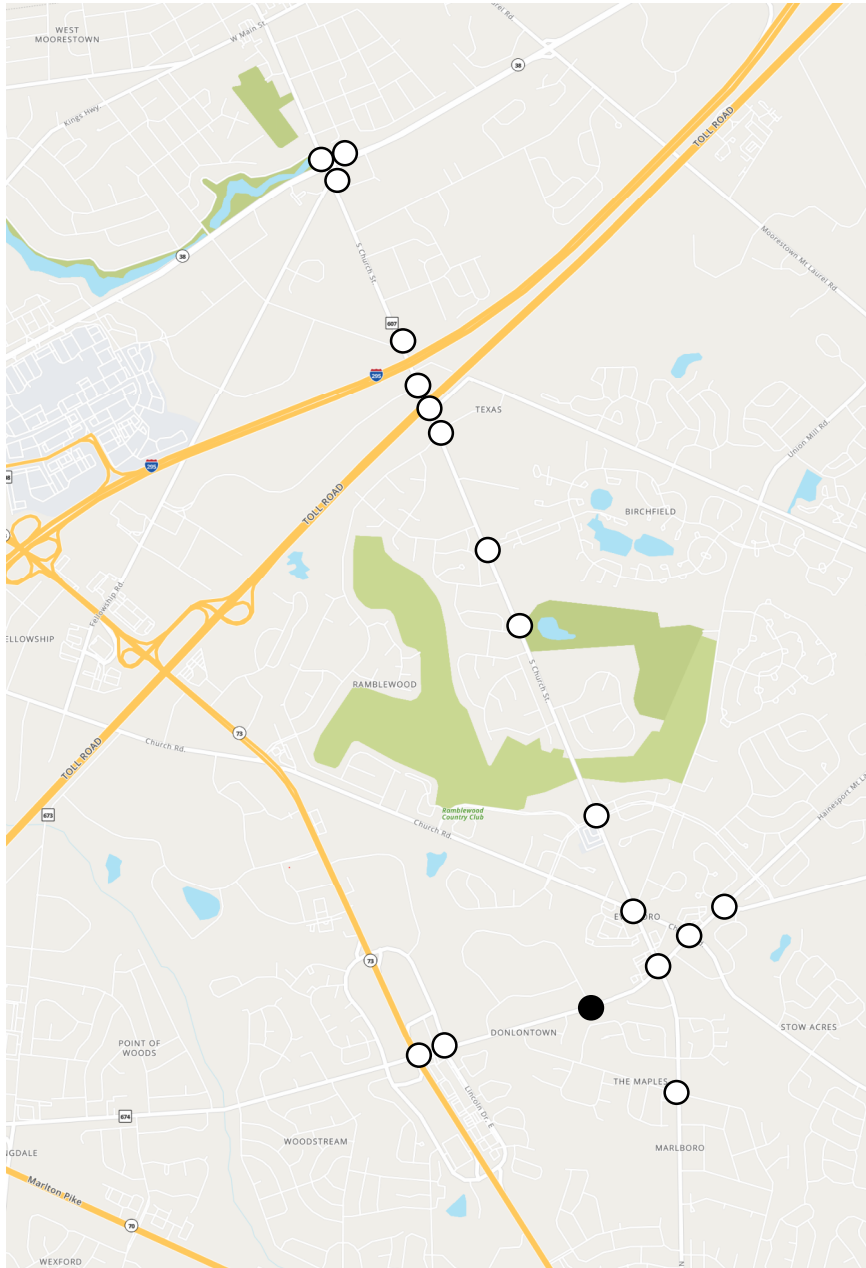 WEST
MOORESTOWN
W Main St.
Kings Hwy.
38
TOLL ROAD
38
Moorestown Mt Laurel Rd.
S Church St.
607
295
TEXAS
Union Mill Rd.
295
TOLL ROAD
BIRCHFIELD
Fellowship Rd.
ELLOWSHIP
S Church St.
RAMBLEWOOD
73
Church Rd.
TOLL ROAD
673
Ramblewood
Country Club
Church Rd.
Hainesport Mt La
73
DONLONTOWN
STOW ACRES
POINT OF
WOODS
THE MAPLES
Lincoln Dr. E
674
WOODSTREAM
MARLBORO
NGDALE
Marlton Pike
70
WEXFORD
N